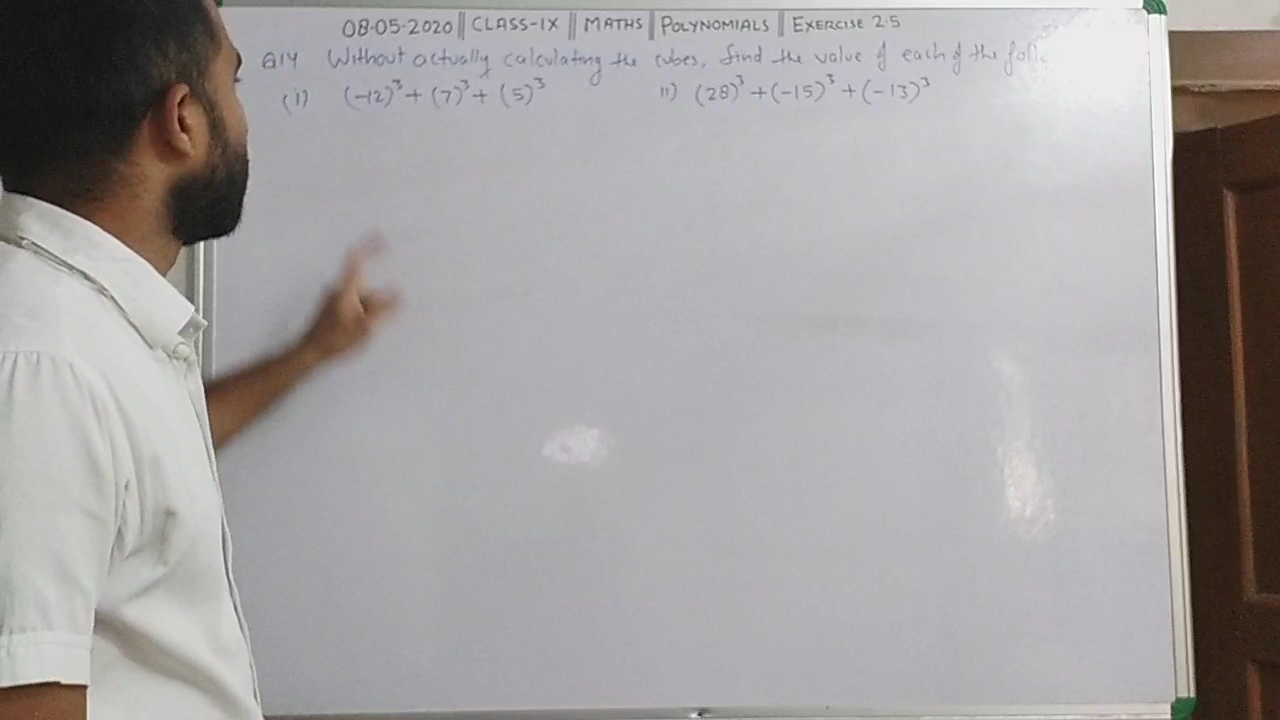 08.05.2020 || CLASS-IX || MATHS || POLYNOMIALS || EXERCISE 2.5
Q14 Without actually calculating the cubes, find the value of each of the
(i) (-12)³ + (7)³ + (5)³ ii) (28)³ + (-15)³ + (-13)³